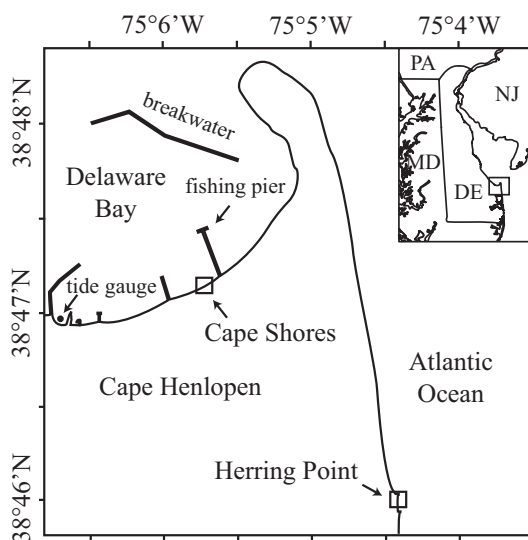 75°6'W
75°5'W
75°4'W
38°48'N
38°47'N
38°46'N
breakwater
Delaware
Bay
fishing pier
tide gauge
Cape Shores
Cape Henlopen
Atlantic
Ocean
Herring Point
PA
NJ
MD
DE